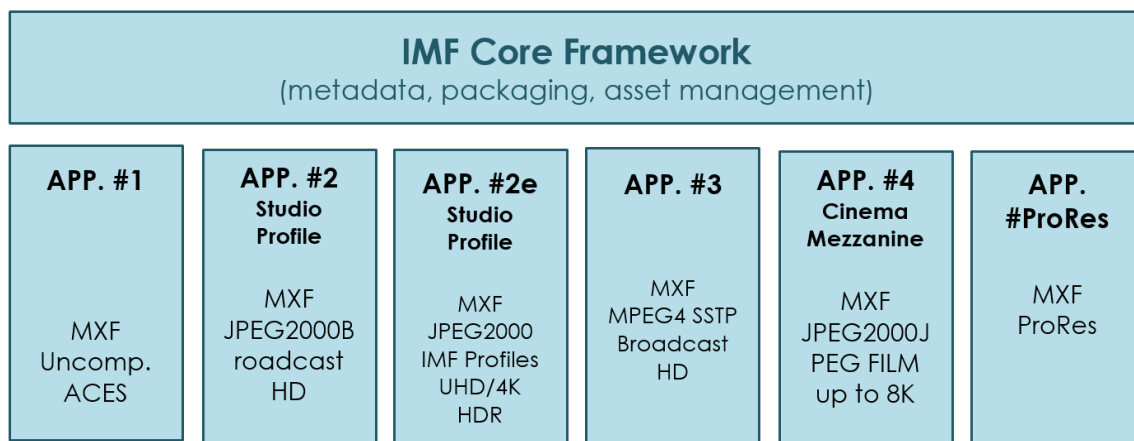 IMF Core Framework
(metadata, packaging, asset management)
APP. #1
MXF
Uncomp.
ACES
APP. #2
Studio
Profile
MXF
JPEG2000B
roadcast
HD
APP. #2e
Studio
Profile
MXF
JPEG2000
IMF Profiles
UHD/4K
HDR
APP. #3
MXF
MPEG4 SSTP
Broadcast
HD
APP. #4
Cinema
Mezzanine
MXF
JPEG2000J
PEG FILM
up to 8K
APP.
#ProRes
MXF
ProRes